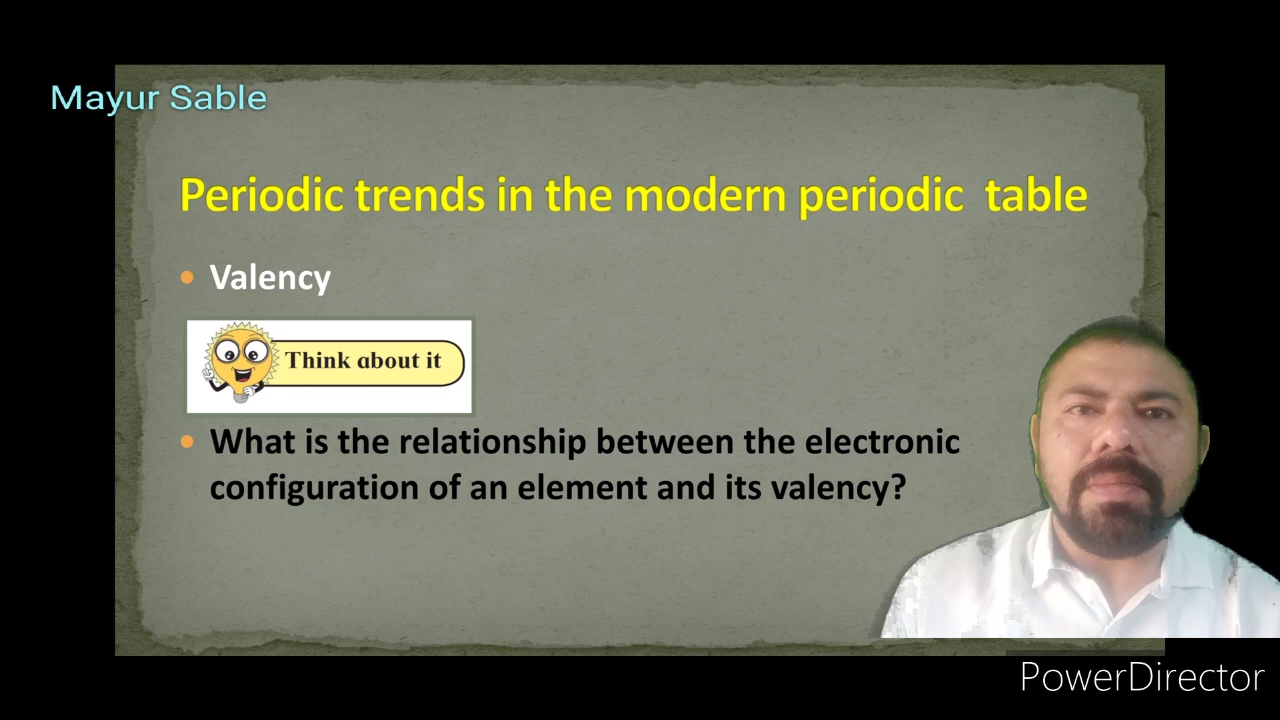 Mayur Sable
Periodic trends in the modern periodic table
Valency
Think about it
What is the relationship between the electronic
configuration of an element and its valency?
PowerDirector